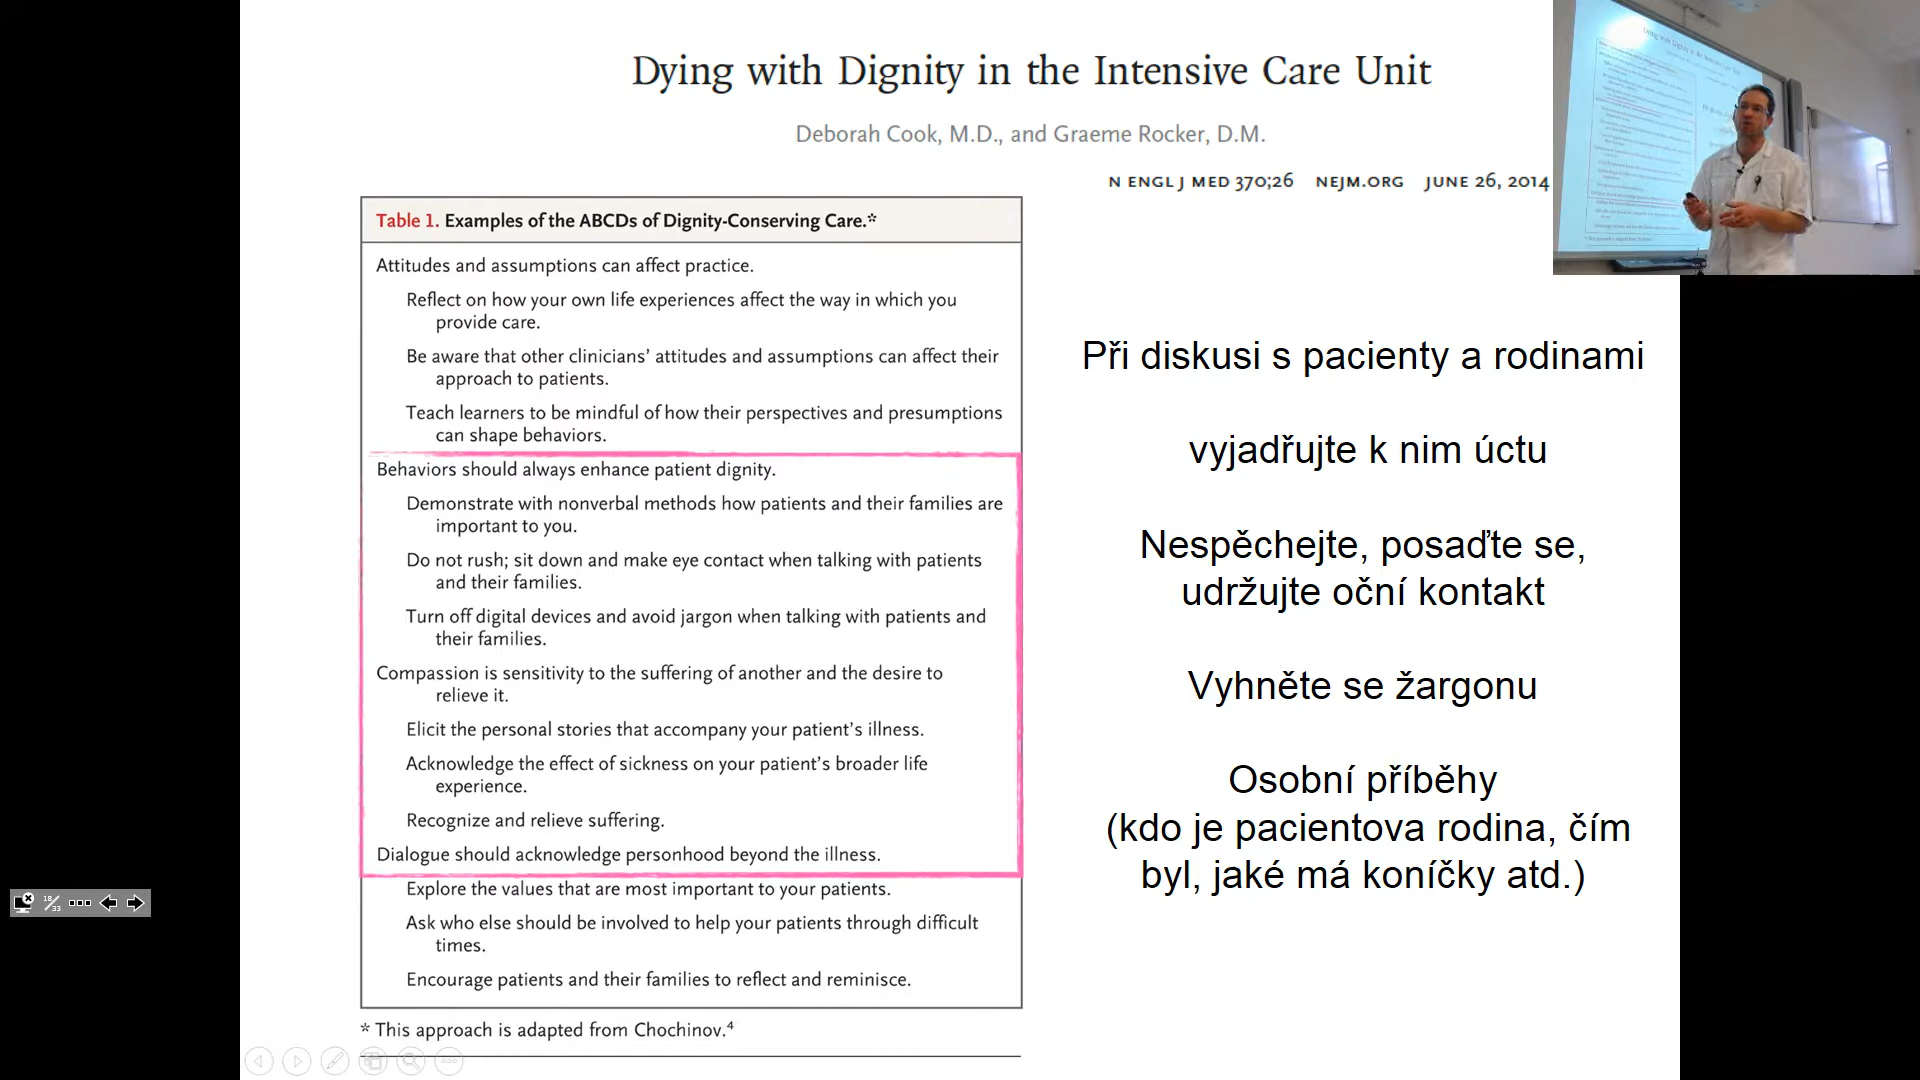 Dying with Dignity in the Intensive Care Unit
Deborah Cook, M.D., and Graeme Rocker, D.M.
N ENGL J MED 370;26 NEJM.ORG JUNE 26, 2014
Table 1. Examples of the ABCDs of Dignity-Conserving Care.*
Attitudes and assumptions can affect practice.
Reflect on how your own life experiences affect the way in which you
provide care.
Be aware that other clinicians’ attitudes and assumptions can affect their
approach to patients.
Teach learners to be mindful of how their perspectives and presumptions
can shape behaviors.
Behaviors should always enhance patient dignity.
Demonstrate with nonverbal methods how patients and their families are
important to you.
Do not rush; sit down and make eye contact when talking with patients
and their families.
Turn off digital devices and avoid jargon when talking with patients and
their families.
Compassion is sensitivity to the suffering of another and the desire to
relieve it.
Elicit the personal stories that accompany your patient’s illness.
Acknowledge the effect of sickness on your patient’s broader life
experience.
Recognize and relieve suffering.
Dialogue should acknowledge personhood beyond the illness.
Explore the values that are most important to your patients.
Ask who else should be involved to help your patients through difficult
times.
Encourage patients and their families to reflect and reminisce.
* This approach is adapted from Chochinov.4
Při diskusi s pacienty a rodinami
vyjadřujte k nim úctu
Nespěchejte, posaďte se,
udržujte oční kontakt
Vyhněte se žargonu
Osobní příběhy
(kdo je pacientova rodina, čím
byl, jaké má koníčky atd.)
18/33